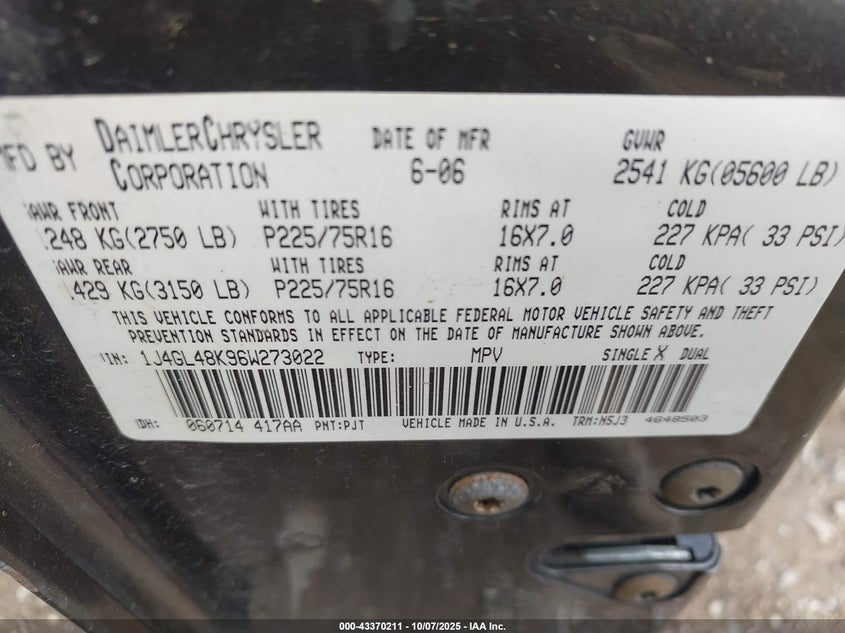 MFD BY DAIMLERCHRYSLER CORPORATION DATE OF MFR 6-06 GVWR 2541 KG(05600 LB)
GAWR FRONT WITH TIRES RIMS AT COLD
1248 KG(2750 LB) P225/75R16 16X7.0 227 KPA( 33 PSI)
GAWR REAR WITH TIRES RIMS AT COLD
1429 KG(3150 LB) P225/75R16 16X7.0 227 KPA( 33 PSI)
THIS VEHICLE CONFORMS TO ALL APPLICABLE FEDERAL MOTOR VEHICLE SAFETY AND THEFT
PREVENTION STANDARDS IN EFFECT ON THE DATE OF MANUFACTURE SHOWN ABOVE.
VIN: 1J4GL48K96W273022 TYPE: MPV SINGLE X DUAL
MDH: 060714 417AA PNT:PJT VEHICLE MADE IN U.S.A. TRM:N5J3 4648503
000-43370211 - 10/07/2025 - IAA Inc.